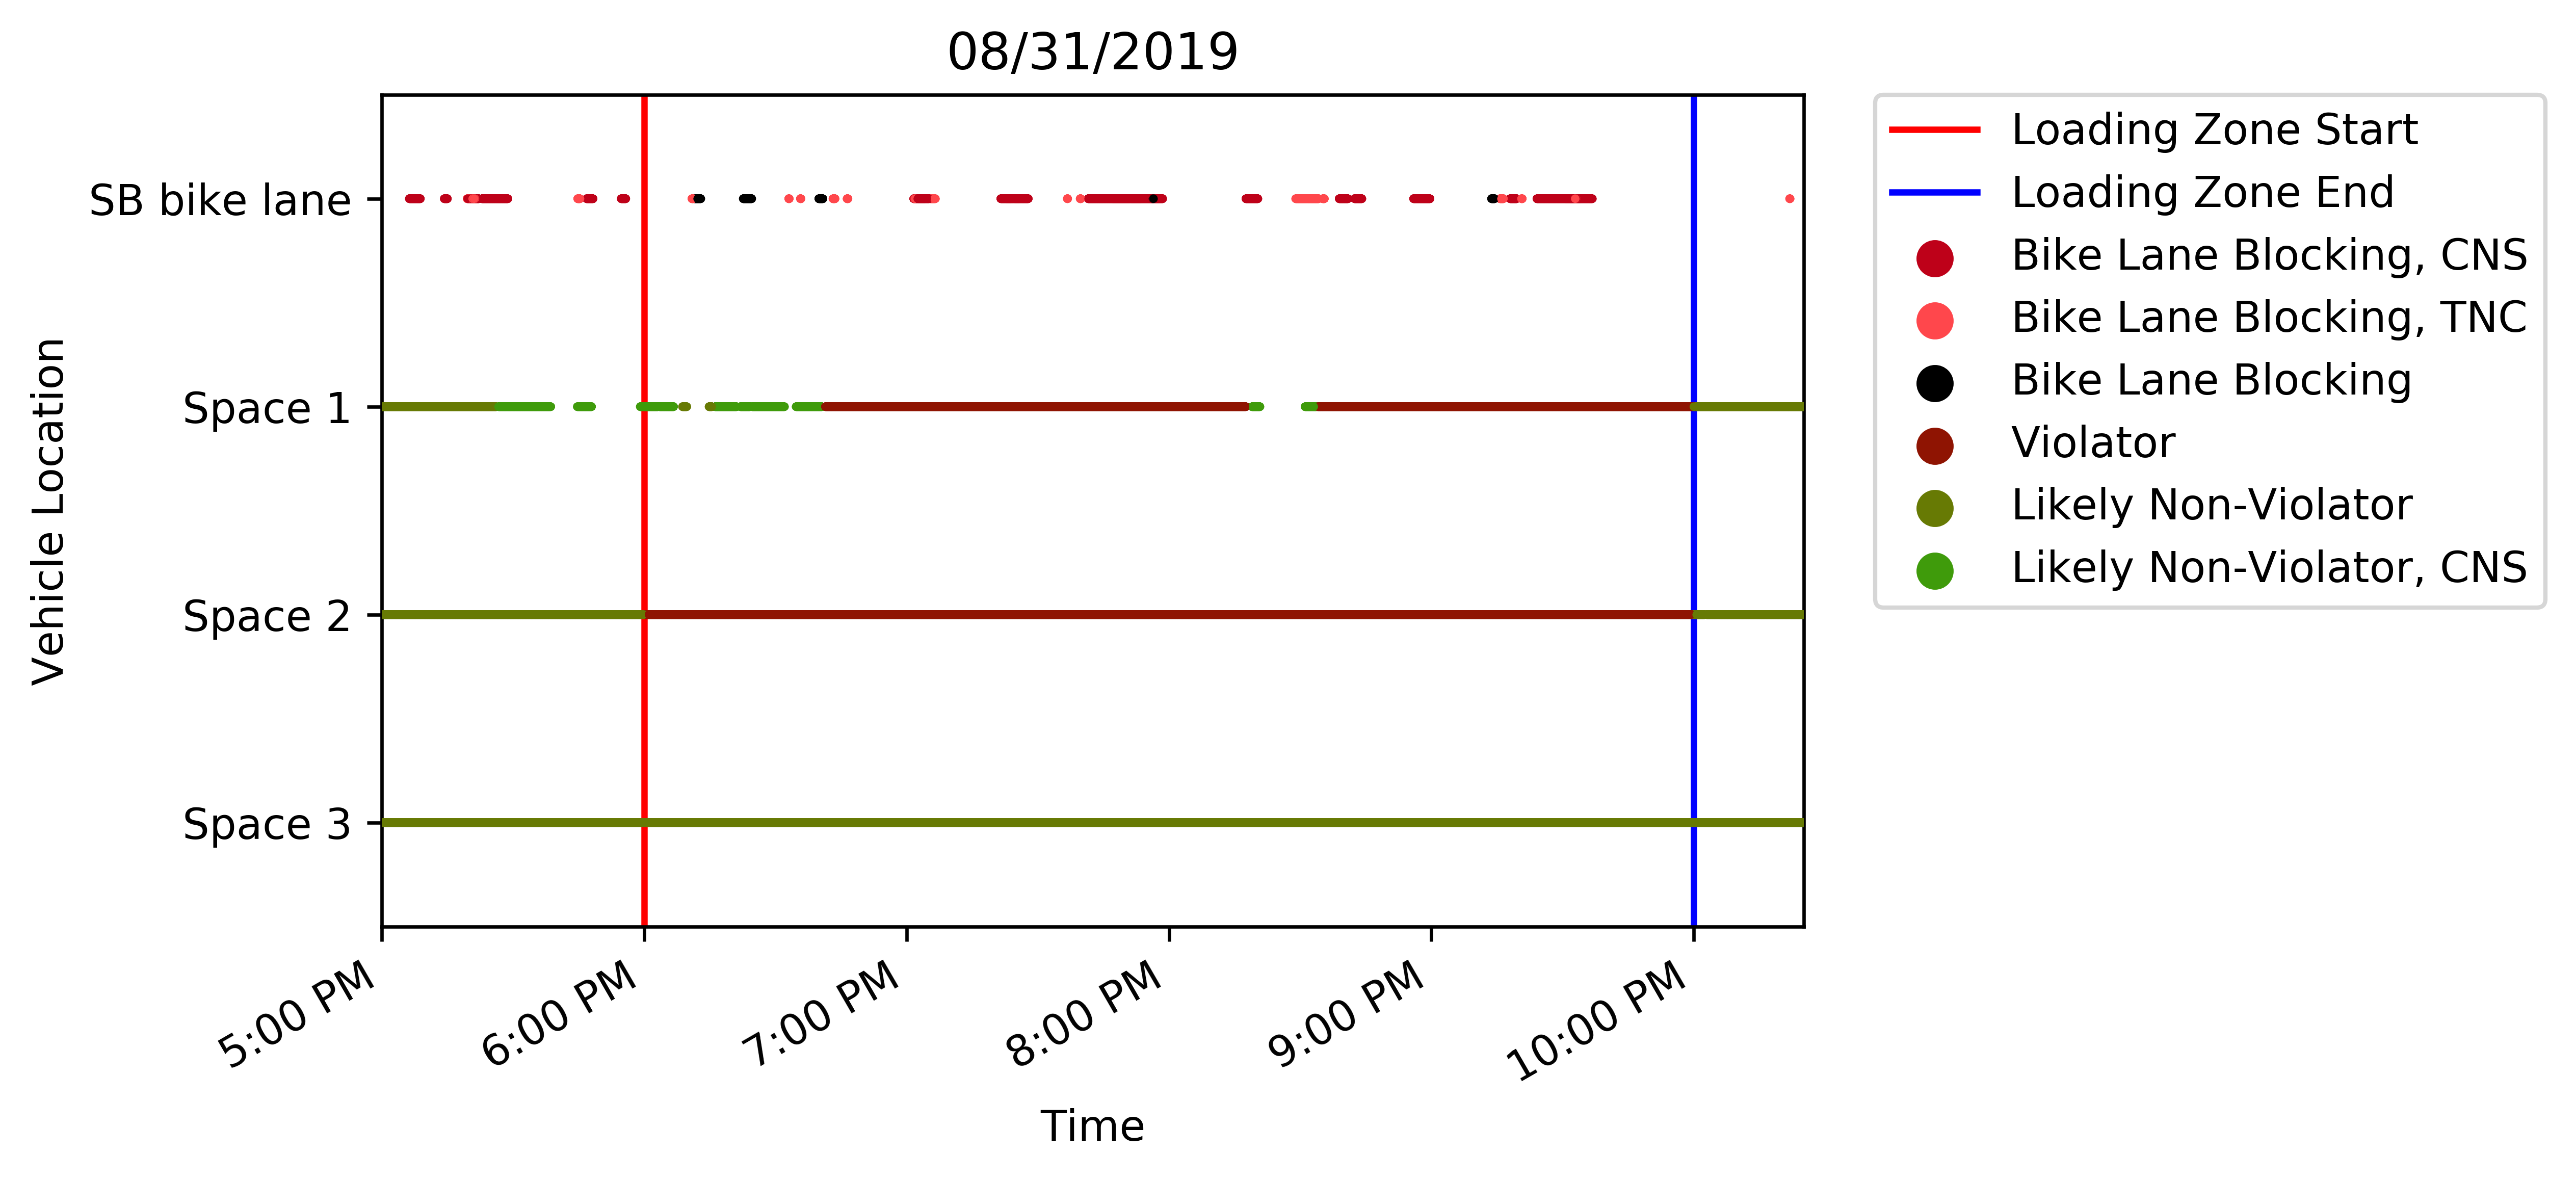 08/31/2019
Vehicle Location
SB bike lane
Space 1
Space 2
Space 3
5:00 PM
6:00 PM
7:00 PM
8:00 PM
9:00 PM
10:00 PM
Time
Loading Zone Start
Loading Zone End
Bike Lane Blocking, CNS
Bike Lane Blocking, TNC
Bike Lane Blocking
Violator
Likely Non-Violator
Likely Non-Violator, CNS